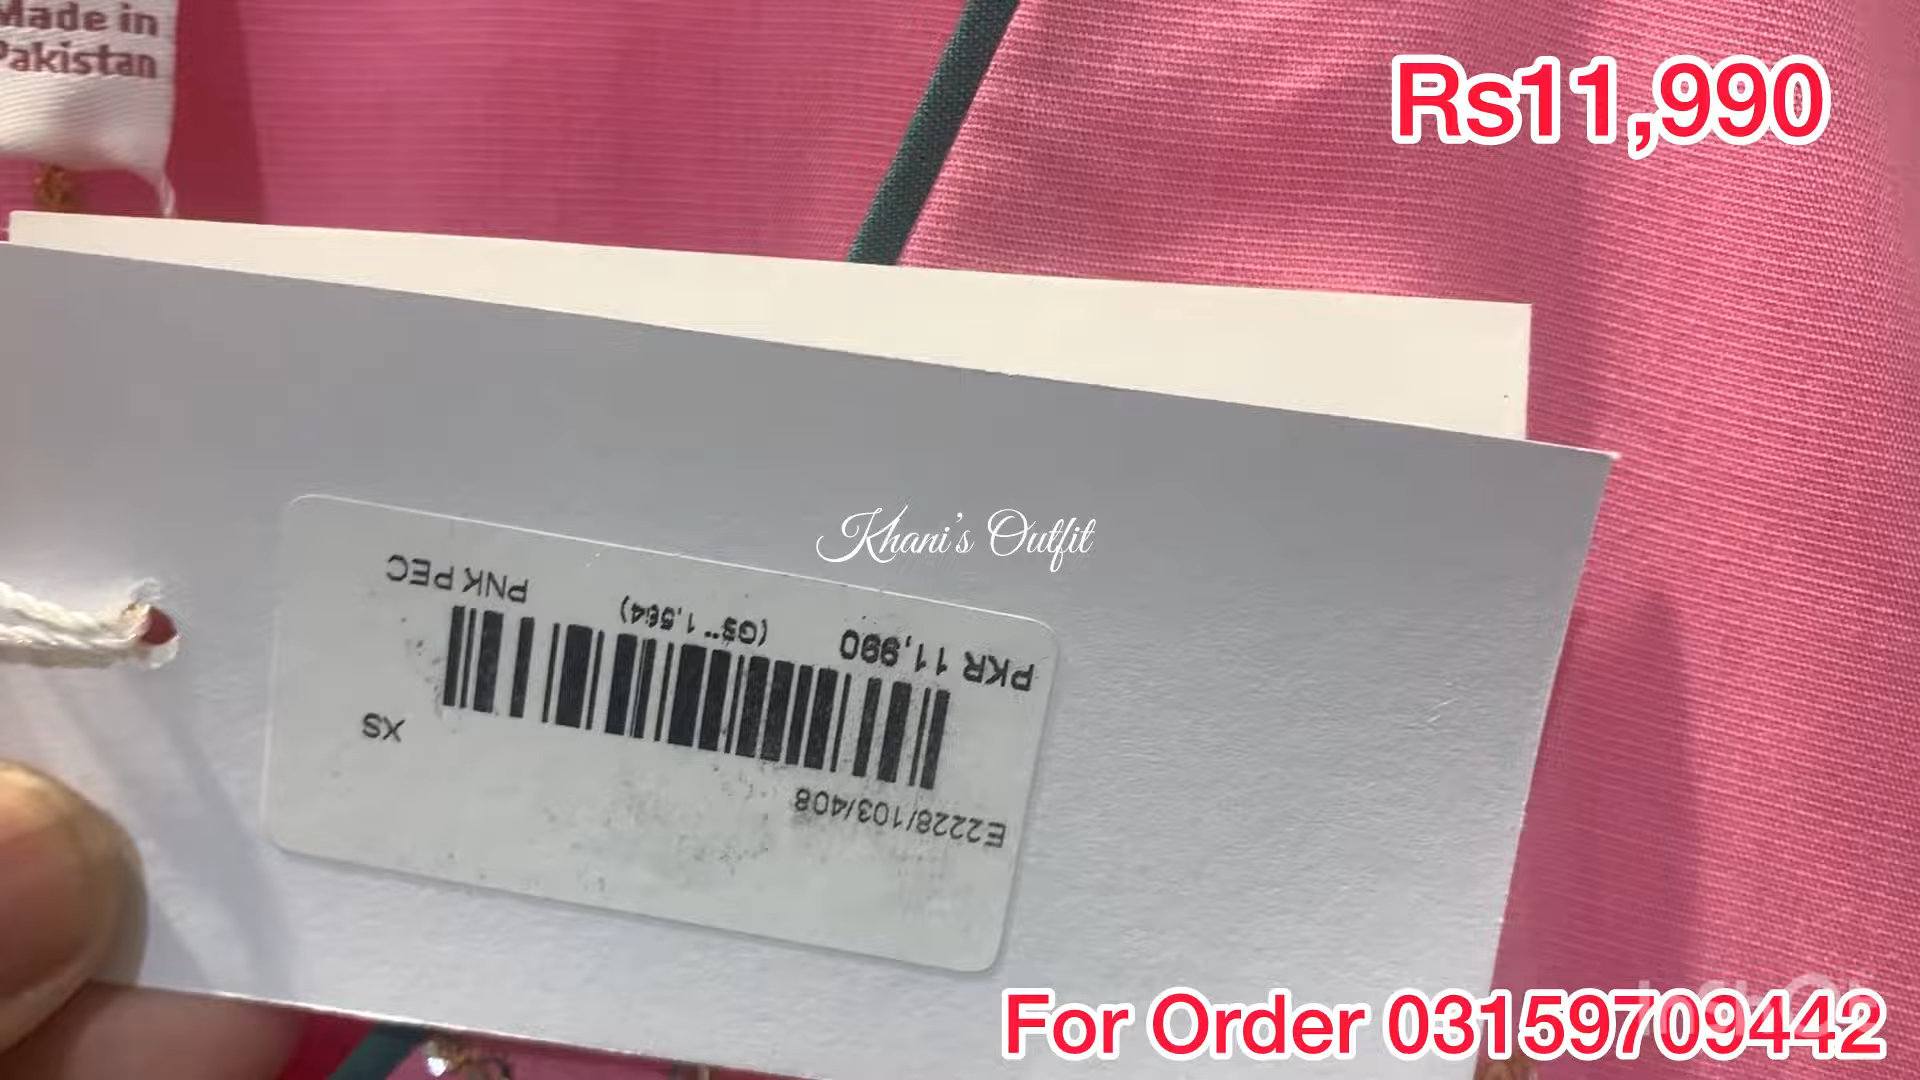 Made in
Pakistan
Rs11,990
Khani's Outfit
E2228/103/408
XS
PKR 11,990
PNK PEC
For Order 03159709442